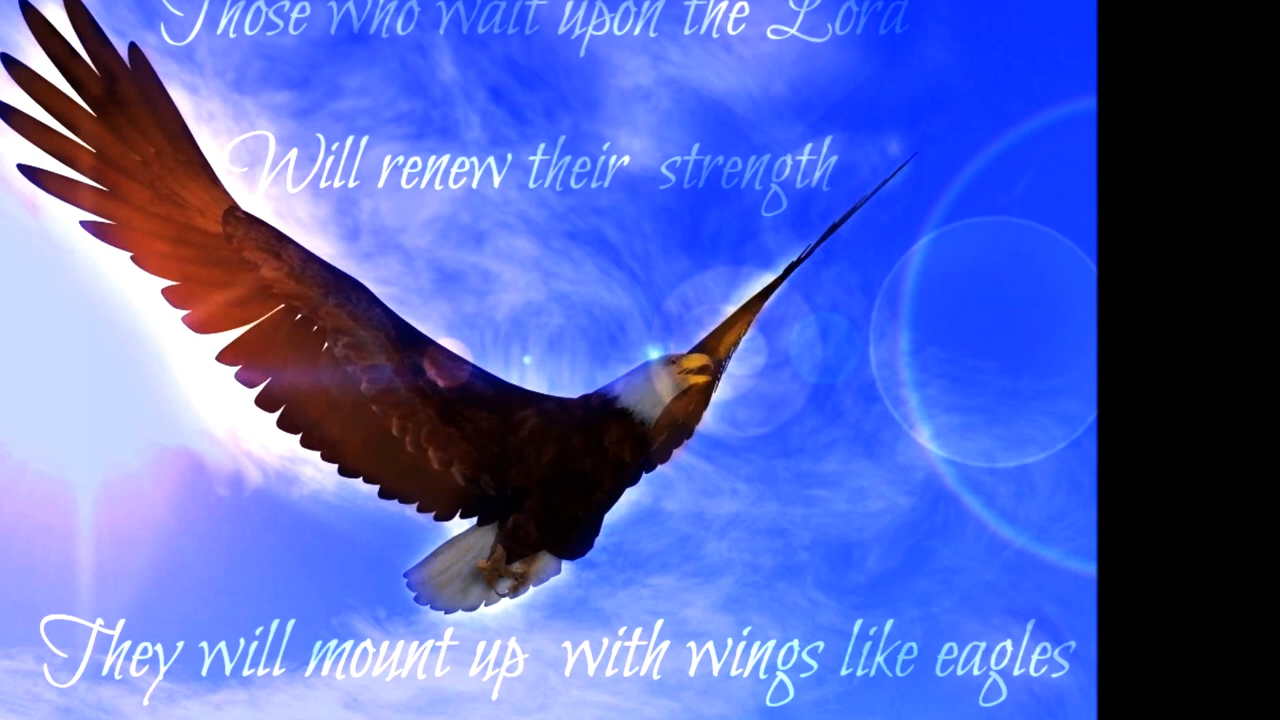 Those who wait upon the Lord
Will renew their strength
They will mount up with wings like eagles